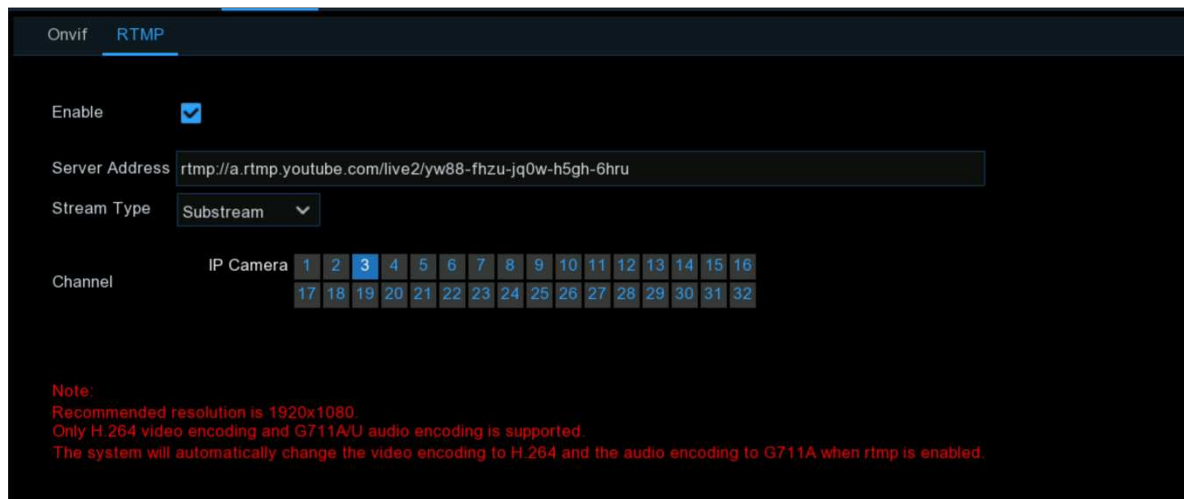 Onvif RTMP
Enable
Server Address rtmp://a.rtmp.youtube.com/live2/yw88-fhzu-jq0w-h5gh-6hru
Stream Type Substream
Channel IP Camera 1 2 3 4 5 6 7 8 9 10 11 12 13 14 15 16
17 18 19 20 21 22 23 24 25 26 27 28 29 30 31 32
Note:
Recommended resolution is 1920x1080.
Only H.264 video encoding and G711A/U audio encoding is supported.
The system will automatically change the video encoding to H.264 and the audio encoding to G711A when rtmp is enabled.